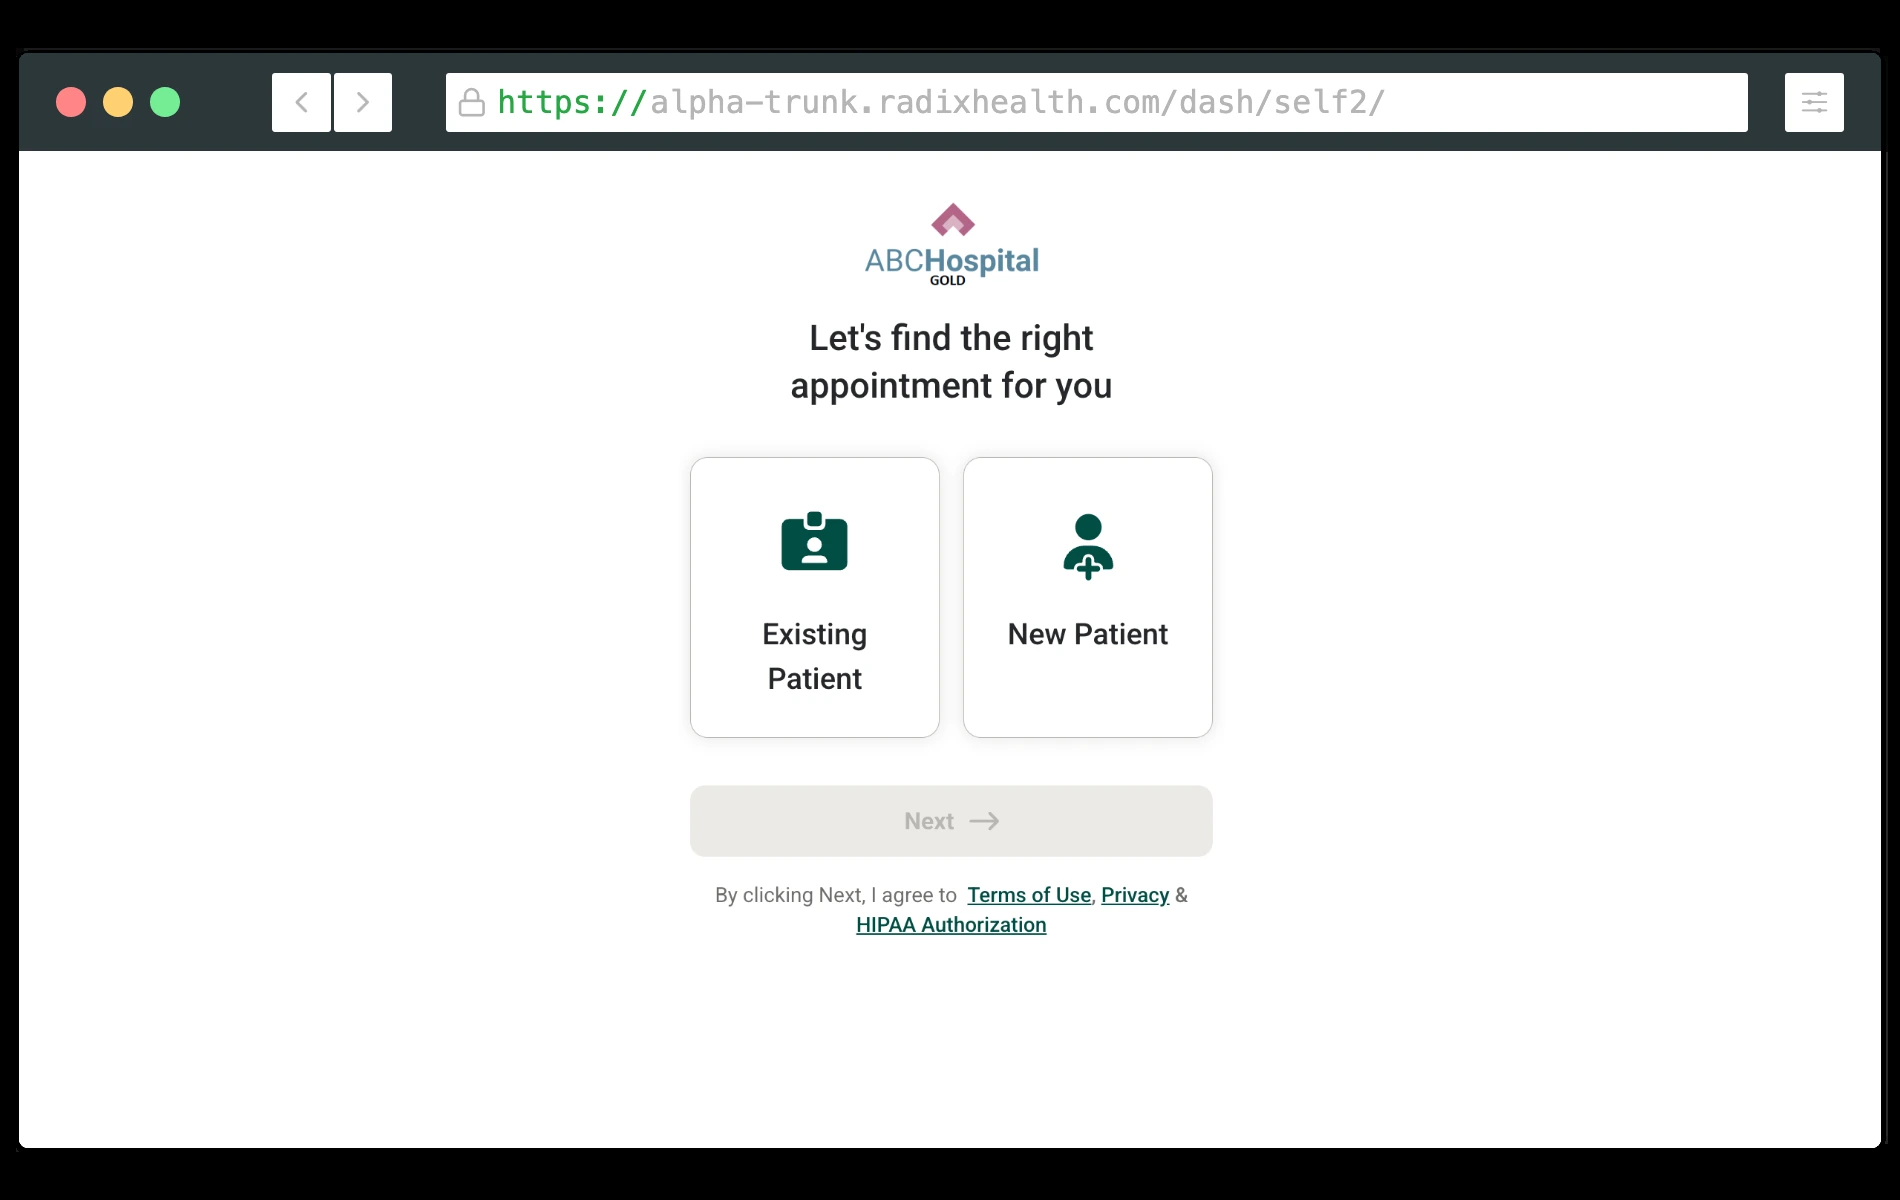 https://alpha-trunk.radixhealth.com/dash/self2/
ABCHospital
GOLD
Let's find the right
appointment for you
Existing
Patient
New Patient
Next
By clicking Next, I agree to Terms of Use, Privacy &
HIPAA Authorization